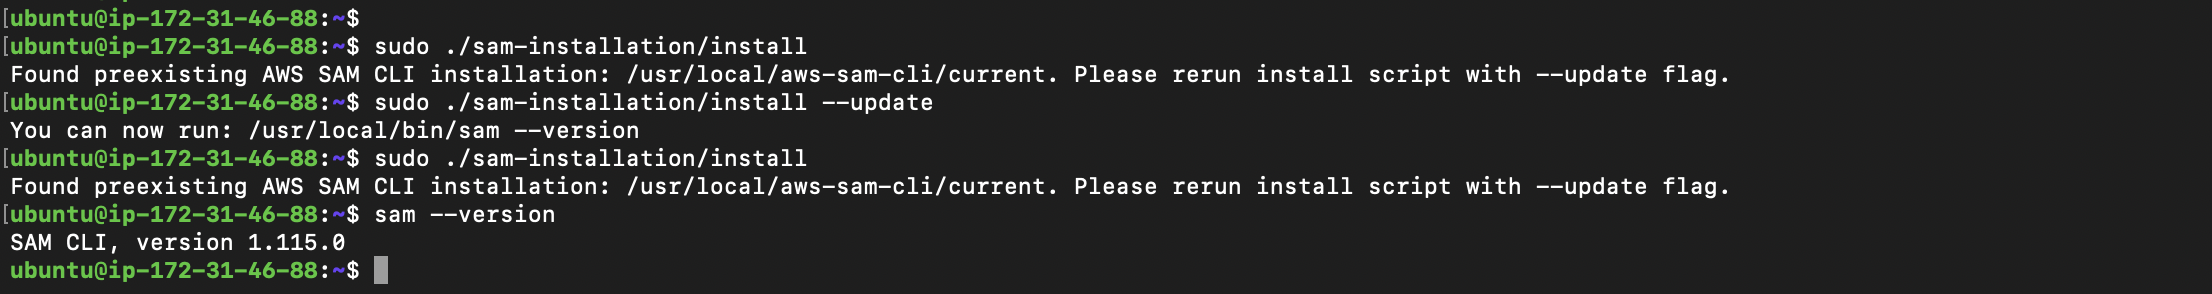 [ubuntu@ip-172-31-46-88:~$
[ubuntu@ip-172-31-46-88:~$ sudo ./sam-installation/install
Found preexisting AWS SAM CLI installation: /usr/local/aws-sam-cli/current. Please rerun install script with --update flag.
[ubuntu@ip-172-31-46-88:~$ sudo ./sam-installation/install --update
You can now run: /usr/local/bin/sam --version
[ubuntu@ip-172-31-46-88:~$ sudo ./sam-installation/install
Found preexisting AWS SAM CLI installation: /usr/local/aws-sam-cli/current. Please rerun install script with --update flag.
[ubuntu@ip-172-31-46-88:~$ sam --version
SAM CLI, version 1.115.0
ubuntu@ip-172-31-46-88:~$